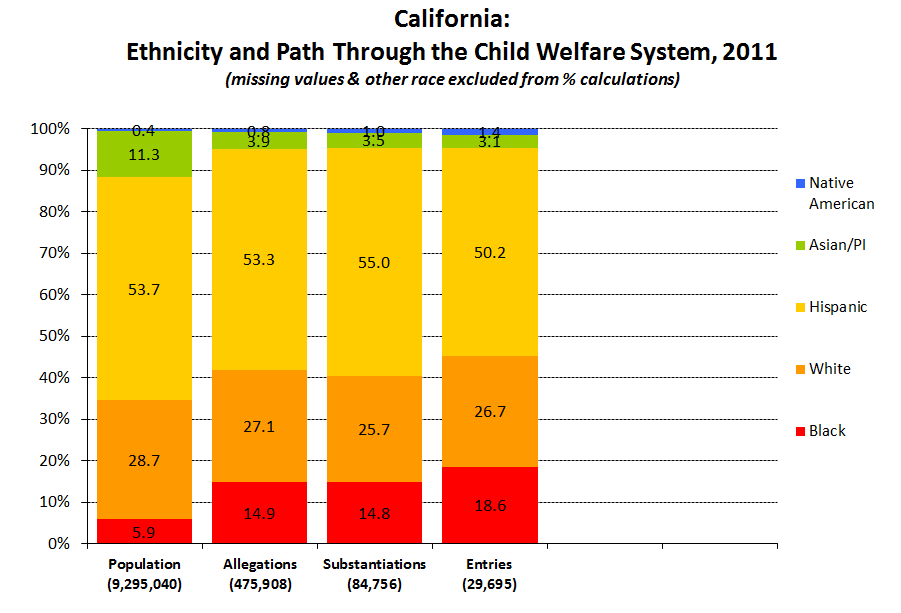 California:
Ethnicity and Path Through the Child Welfare System, 2011
(missing values & other race excluded from % calculations)
100%
90%
80%
70%
60%
50%
40%
30%
20%
10%
0%
0.4
11.3
53.7
28.7
5.9
0.8
3.9
53.3
27.1
14.9
1.0
3.5
55.0
25.7
14.8
1.4
3.1
50.2
26.7
18.6
Population
(9,295,040)
Allegations
(475,908)
Substantiations
(84,756)
Entries
(29,695)
Native
American
Asian/PI
Hispanic
White
Black